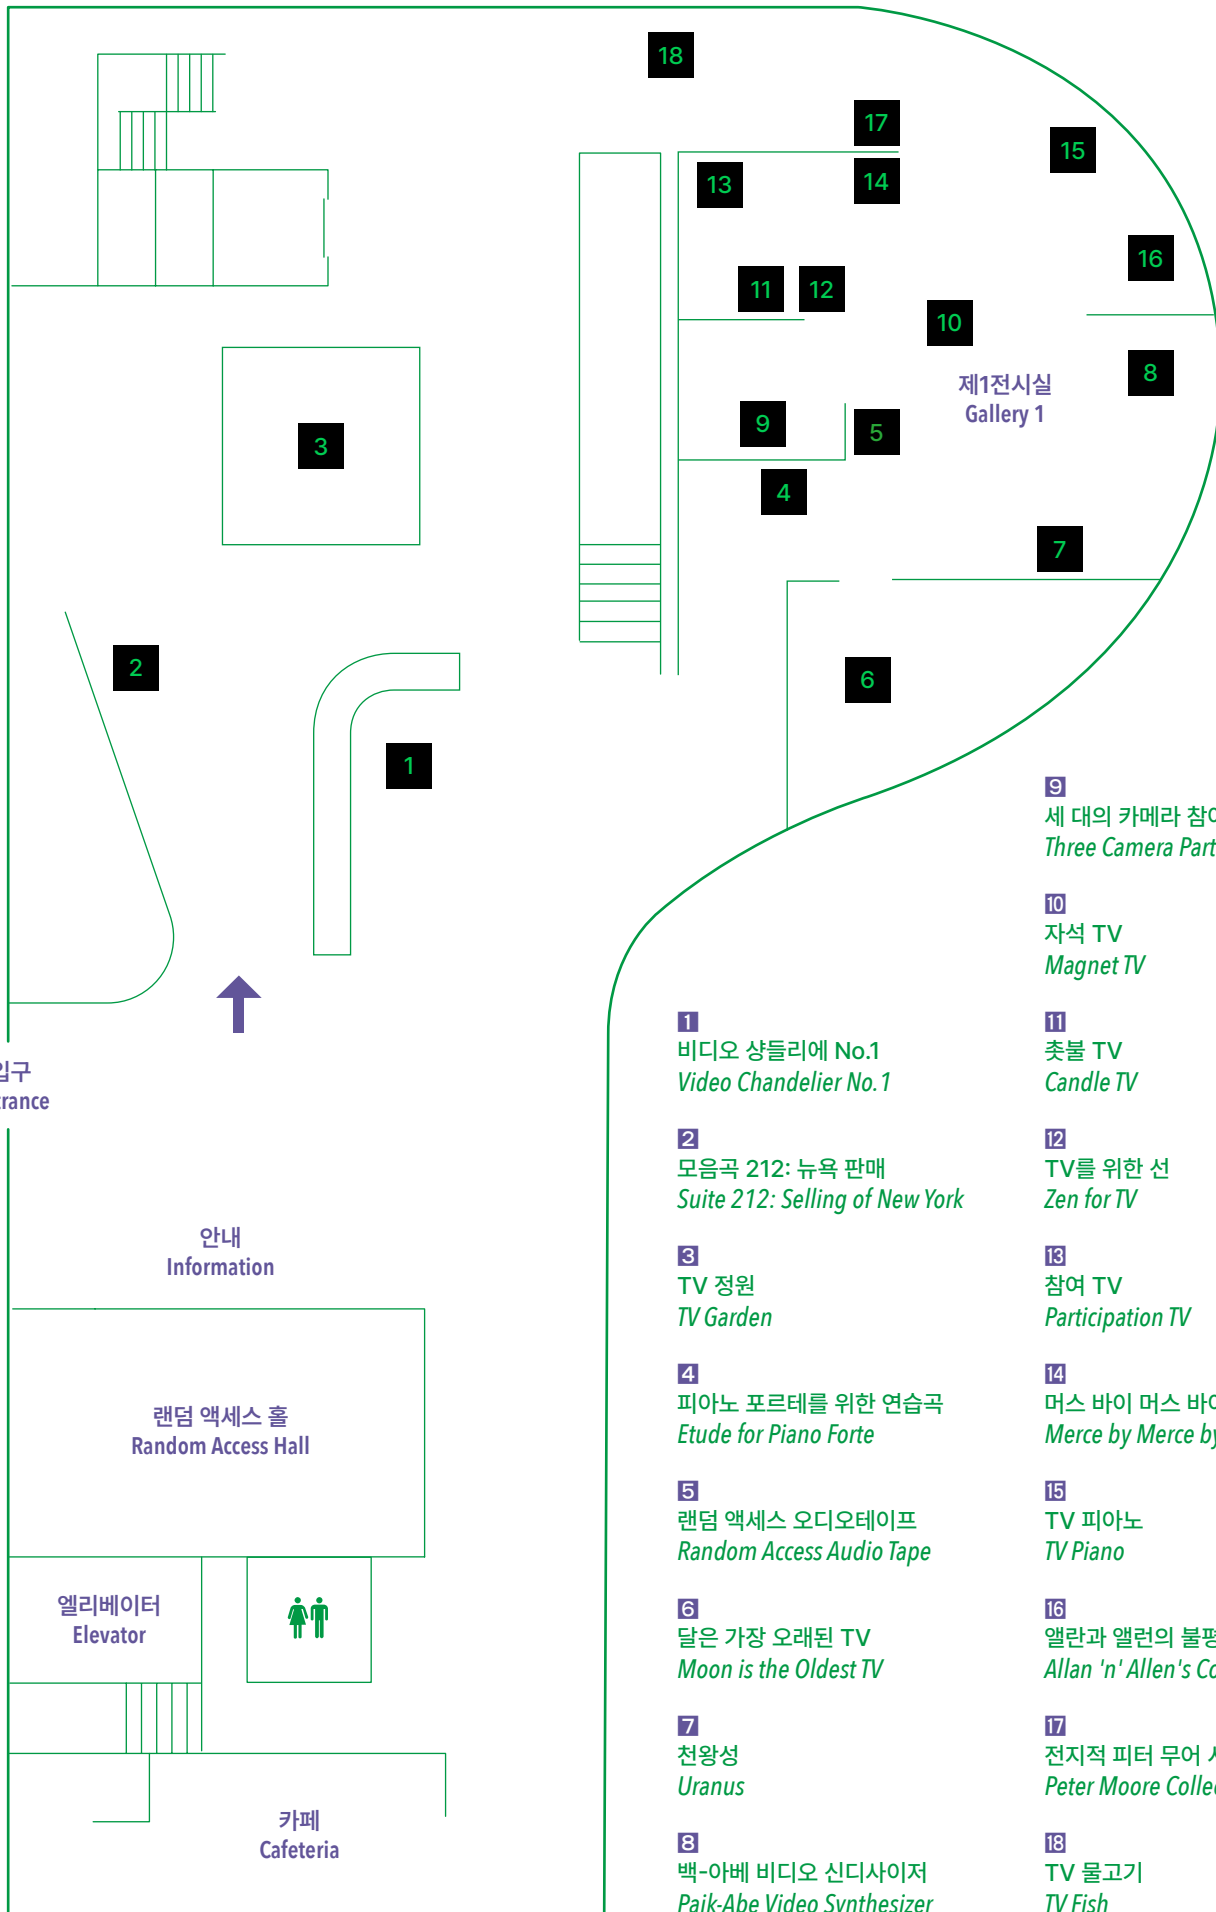 18
17
15
13
14
16
11
12
10
8
제1전시실
Gallery 1
9
5
3
4
7
2
6
1
입구
안내
Information
랜덤 액세스 홀
Random Access Hall
엘리베이터
Elevator
카페
Cafeteria
1
비디오 샹들리에 No.1
Video Chandelier No.1
2
모음곡 212: 뉴욕 판매
Suite 212: Selling of New York
3
TV 정원
TV Garden
4
피아노 포르테를 위한 연습곡
Etude for Piano Forte
5
랜덤 액세스 오디오테이프
Random Access Audio Tape
6
달은 가장 오래된 TV
Moon is the Oldest TV
7
천왕성
Uranus
8
백-아베 비디오 신디사이저
Paik-Abe Video Synthesizer
9
세 대의 카메라
Three Camera
10
자석 TV
Magnet TV
11
촛불 TV
Candle TV
12
TV를 위한 선
Zen for TV
13
참여 TV
Participation TV
14
머스 바이 머스
Merce by Merce by
15
TV 피아노
TV Piano
16
앨란과 앨런의
Allan 'n' Allen's
17
전지적 피터 무어
Peter Moore
18
TV 물고기
TV Fish